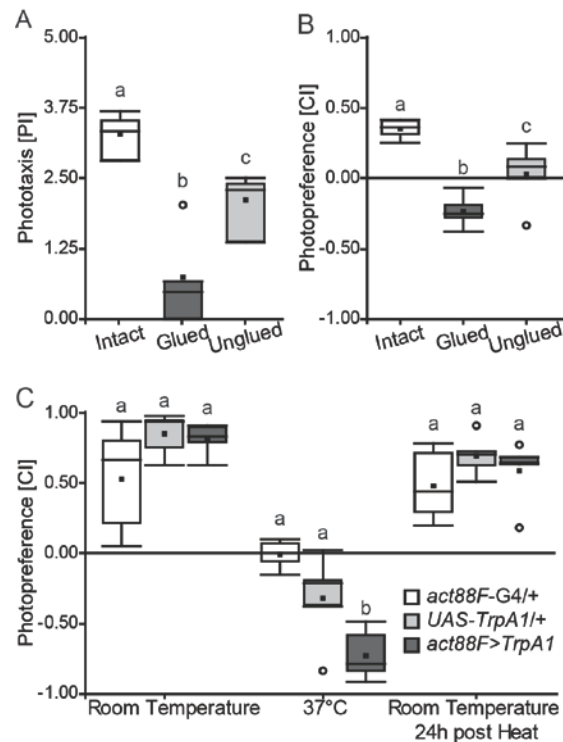 A
Phototaxis [PI]
5.00
3.75
2.50
1.25
0.00
a
b
c
Intact
Glued
Unglued
B
Photopreference [CI]
1.00
0.50
0.00
-0.50
-1.00
a
b
c
Intact
Glued
Unglued
C
Photopreference [CI]
1.00
0.50
0.00
-0.50
-1.00
a a a
a a b
a a a
act88F-G4/+
UAS-TrpA1/+
act88F>TrpA1
Room Temperature
37°C
Room Temperature
24h post Heat